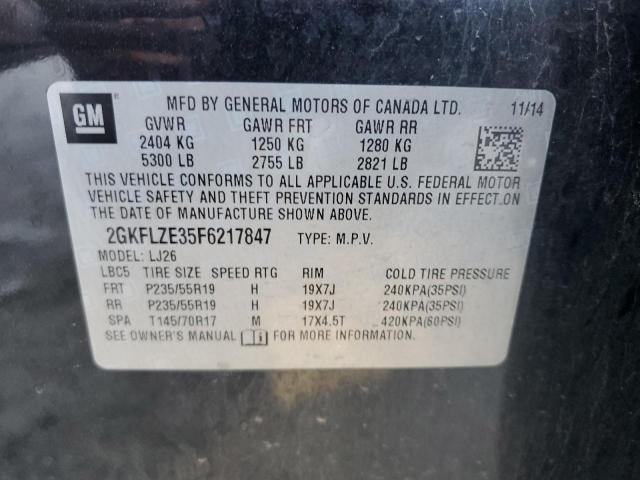 GM ® MFD BY GENERAL MOTORS OF CANADA LTD. 11/14
GVWR GAWR FRT GAWR RR
2404 KG 1250 KG 1280 KG
5300 LB 2755 LB 2821 LB
THIS VEHICLE CONFORMS TO ALL APPLICABLE U.S. FEDERAL MOTOR
VEHICLE SAFETY AND THEFT PREVENTION STANDARDS IN EFFECT ON
THE DATE OF MANUFACTURE SHOWN ABOVE.
2GKFLZE35F6217847 TYPE: M.P.V.
MODEL: LJ26
LBC5 TIRE SIZE SPEED RTG RIM COLD TIRE PRESSURE
FRT P235/55R19 H 19X7J 240KPA(35PSI)
RR P235/55R19 H 19X7J 240KPA(35PSI)
SPA T145/70R17 M 17X4.5T 420KPA(60PSI)
SEE OWNER'S MANUAL FOR MORE INFORMATION.